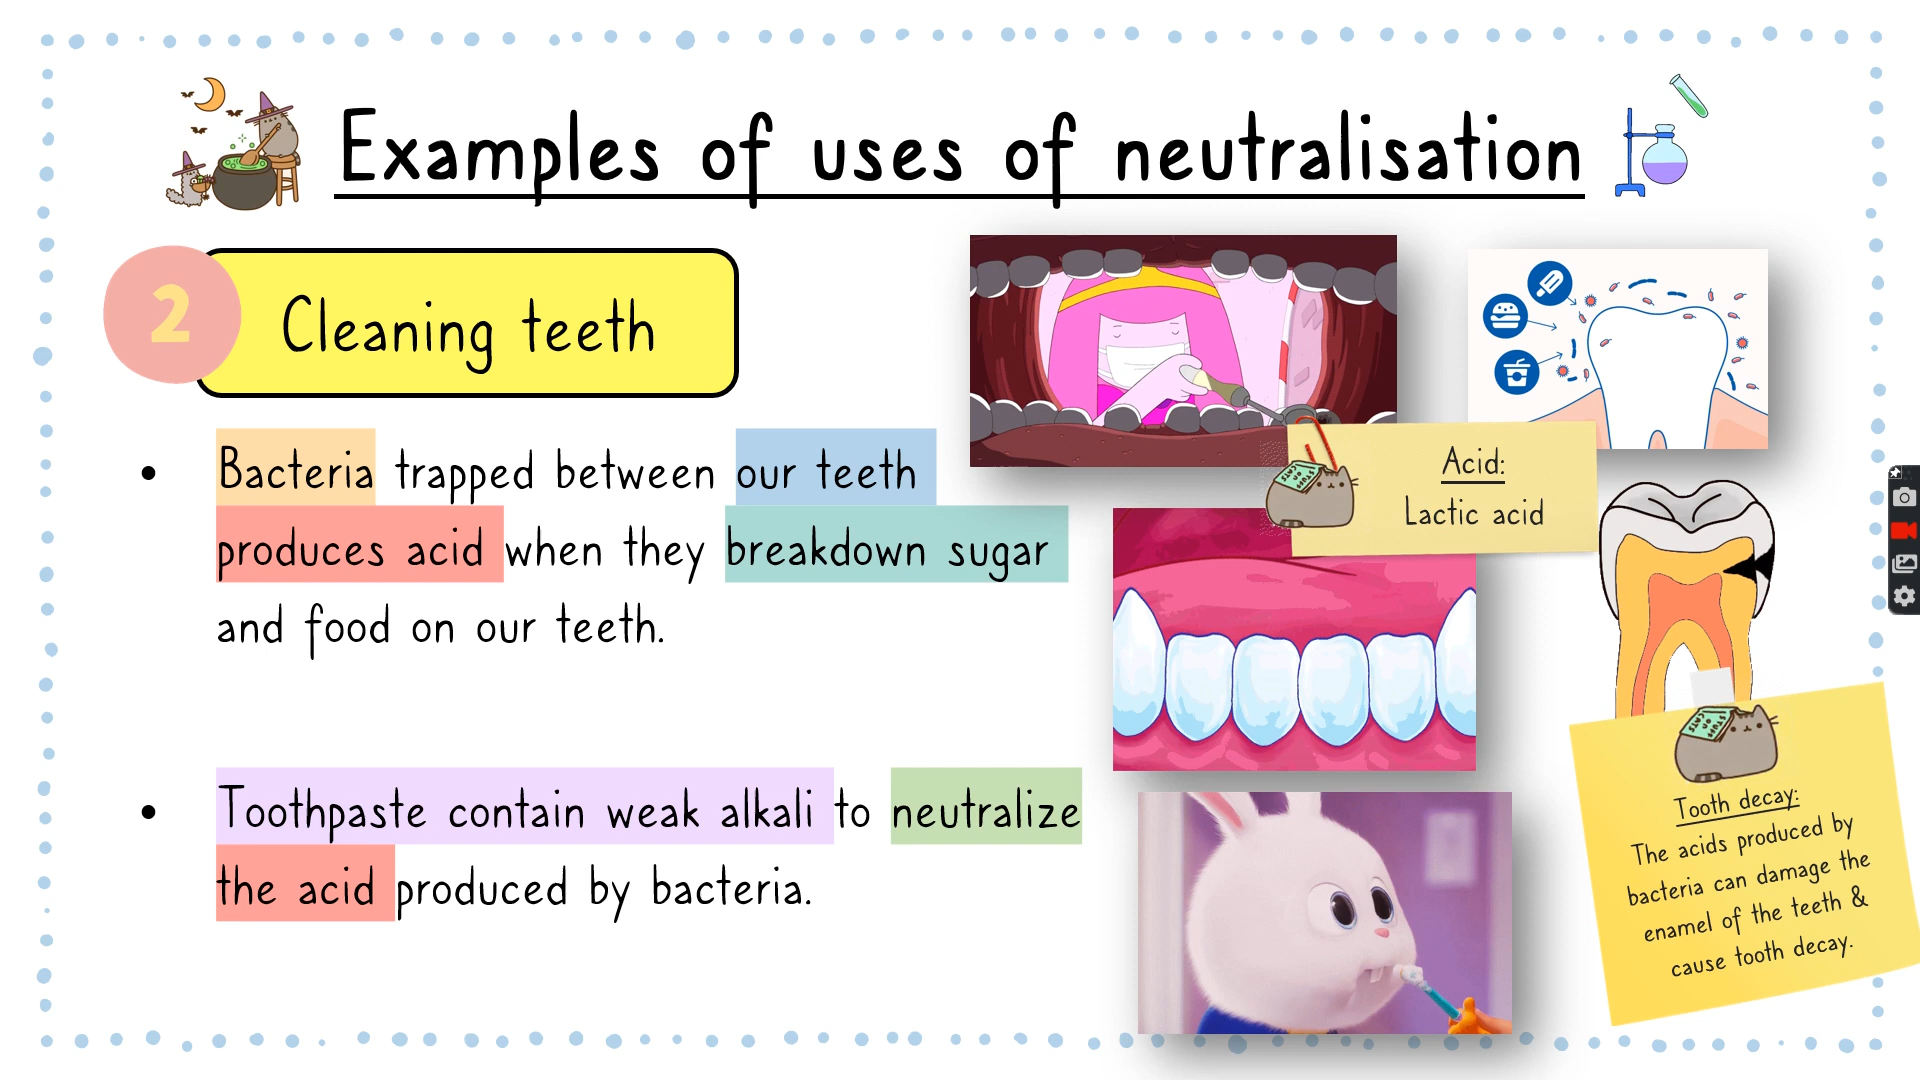 Examples of uses of neutralisation
2
Cleaning teeth
Bacteria trapped between our teeth
produces acid when they breakdown sugar
and food on our teeth.
Toothpaste contain weak alkali to neutralize
the acid produced by bacteria.
Acid:
Lactic acid
Tooth decay:
The acids produced by
bacteria can damage the
enamel of the teeth &
cause tooth decay.